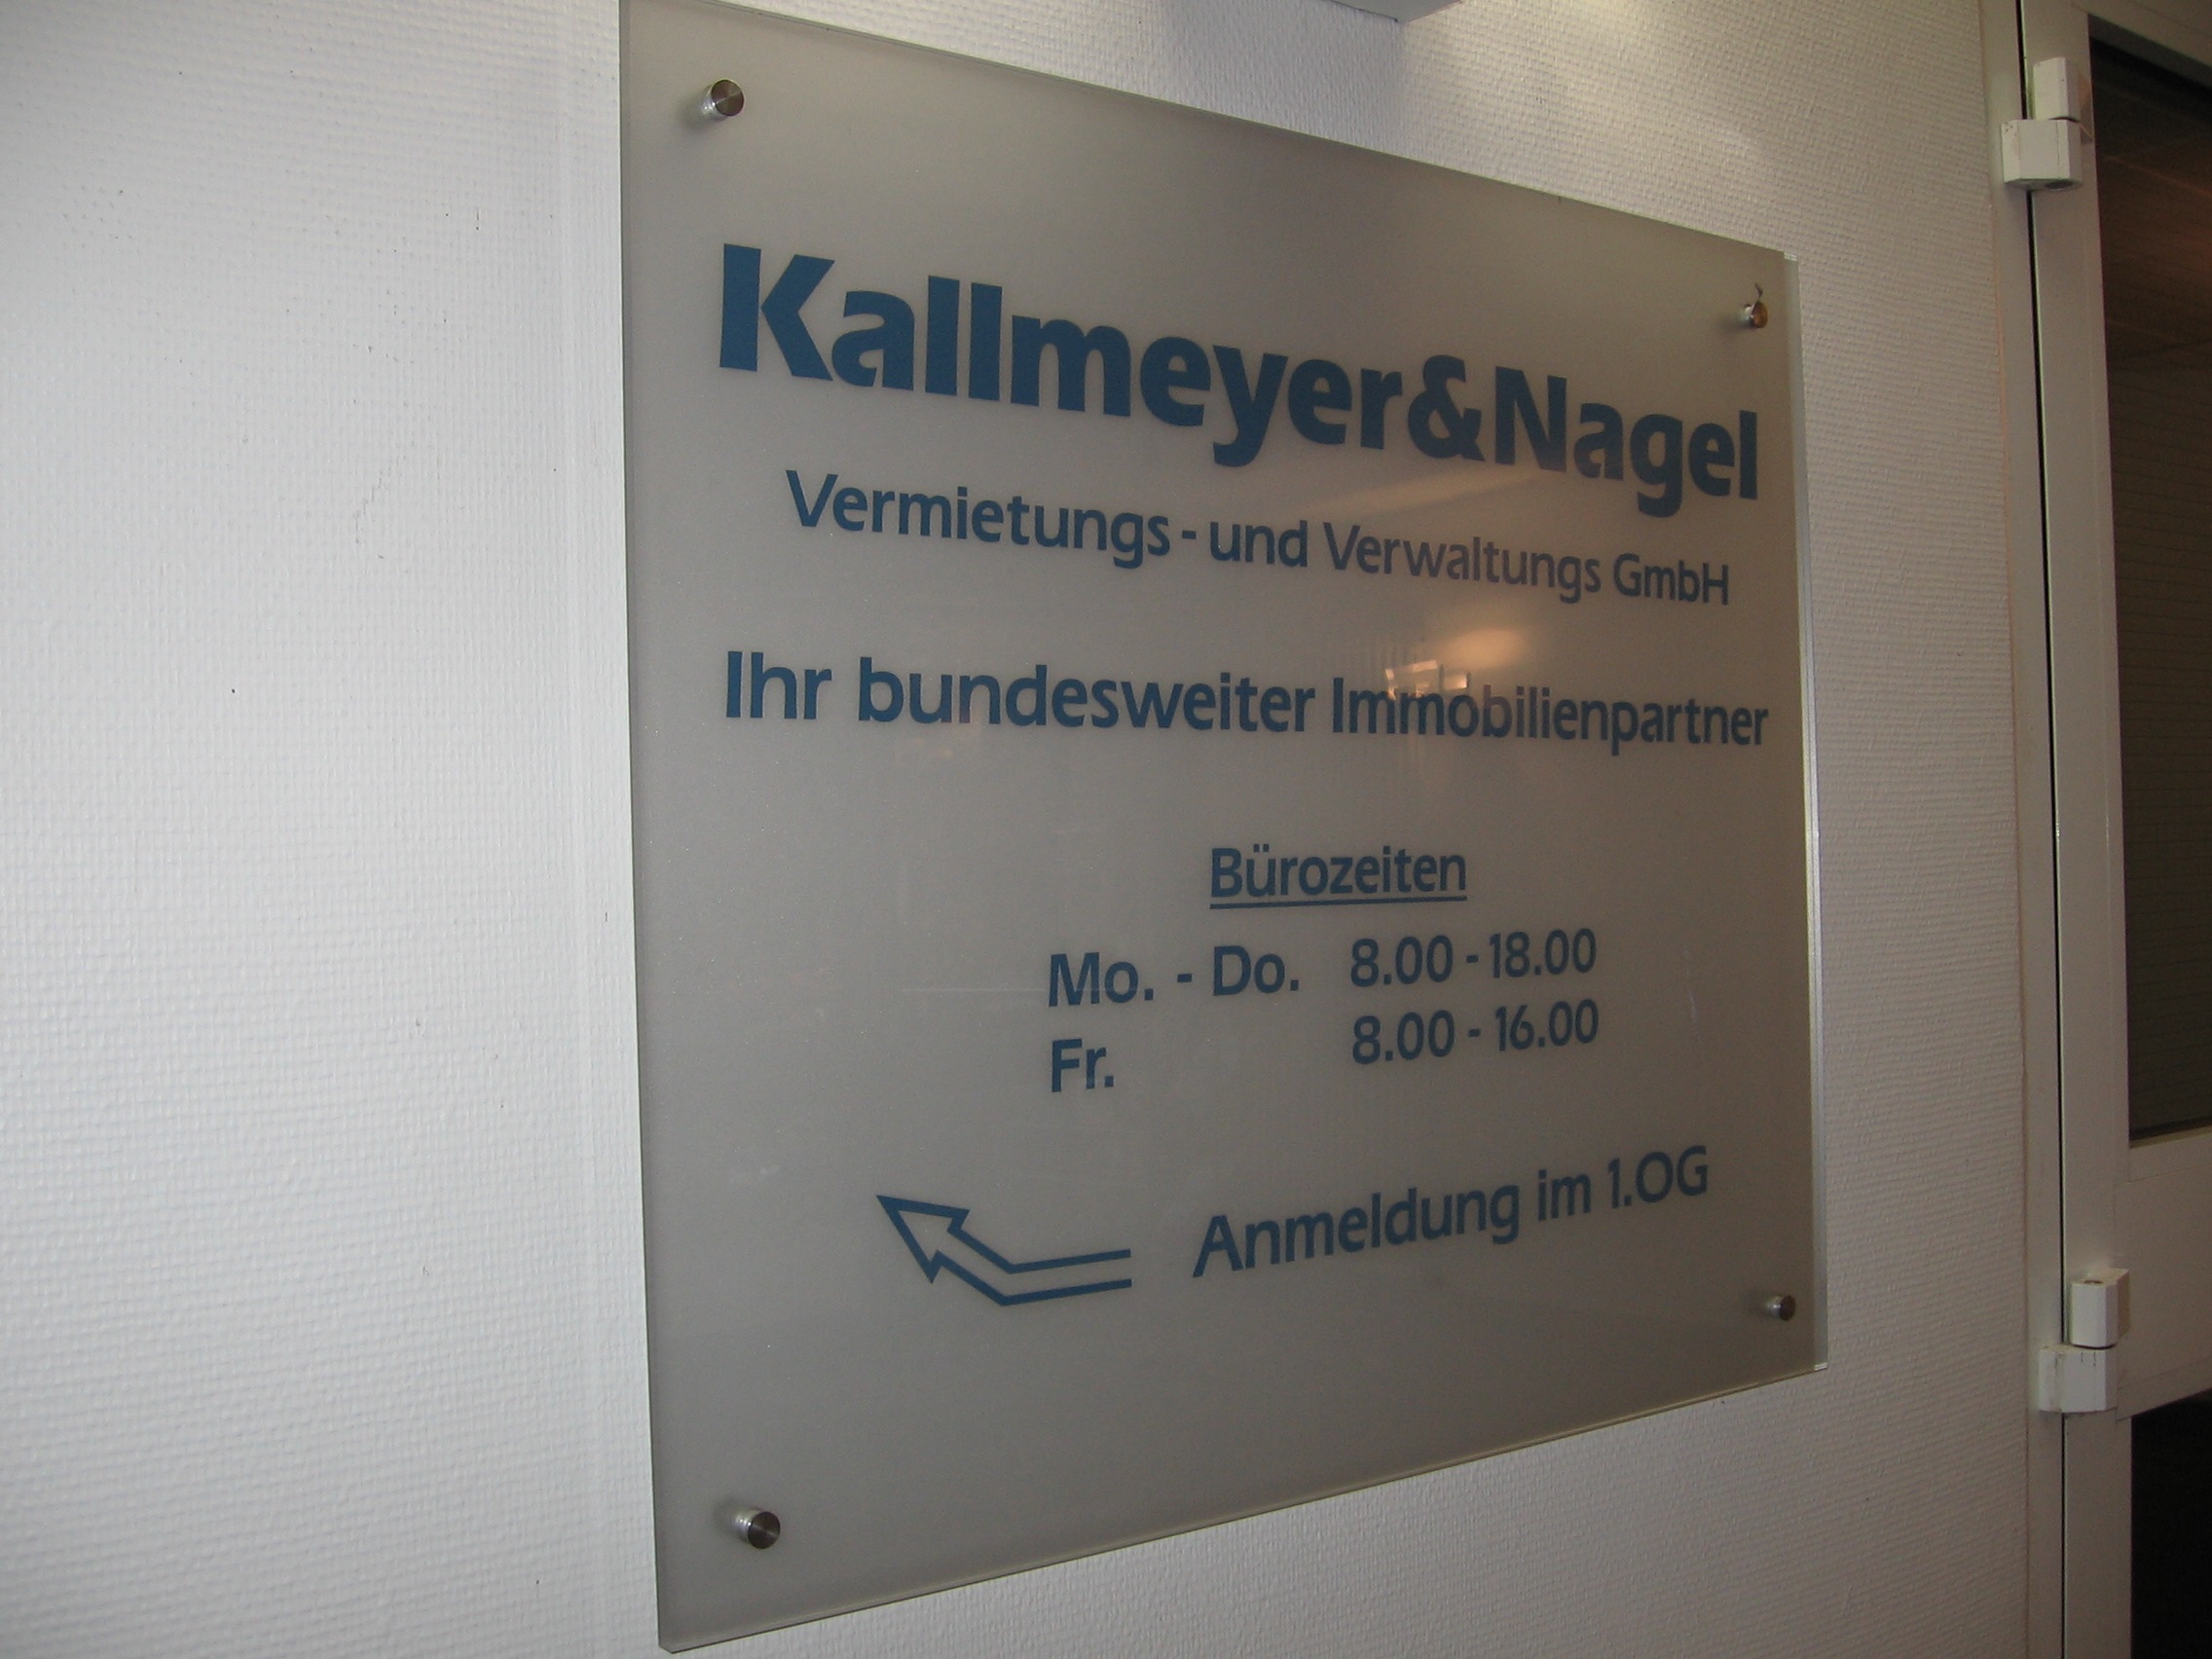 Kallmeyer&Nagel
Vermietungs - und Verwaltungs GmbH
Ihr bundesweiter Immobilienpartner
Bürozeiten
Mo. - Do. 8.00 - 18.00
Fr. 8.00 - 16.00
Anmeldung im 1.OG